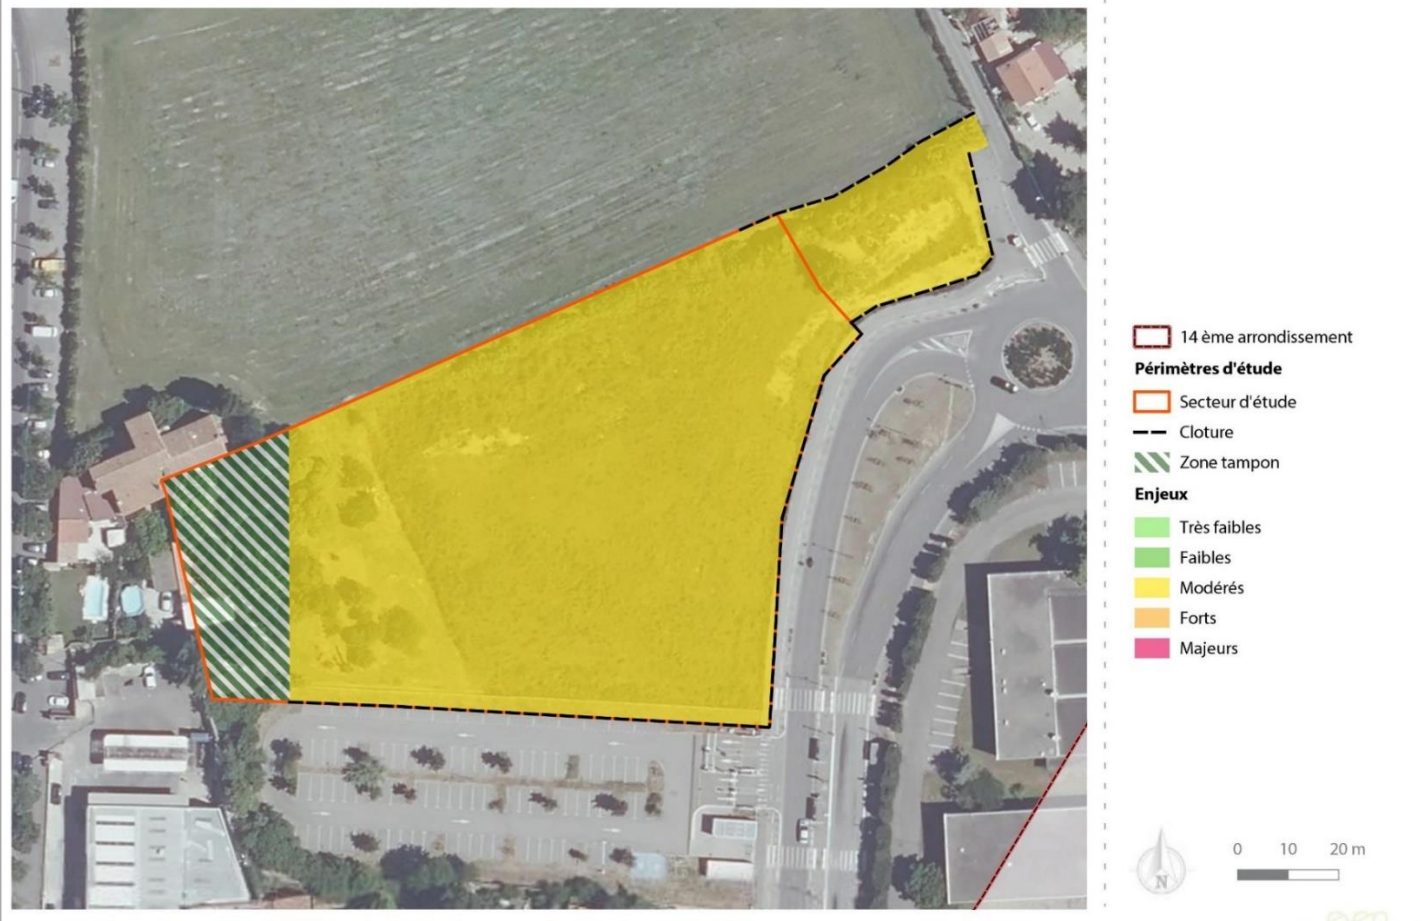 14 ème arrondissement
Périmètres d'étude
Secteur d'étude
Cloture
Zone tampon
Enjeux
Très faibles
Faibles
Modérés
Forts
Majeurs
N
0 10 20 m